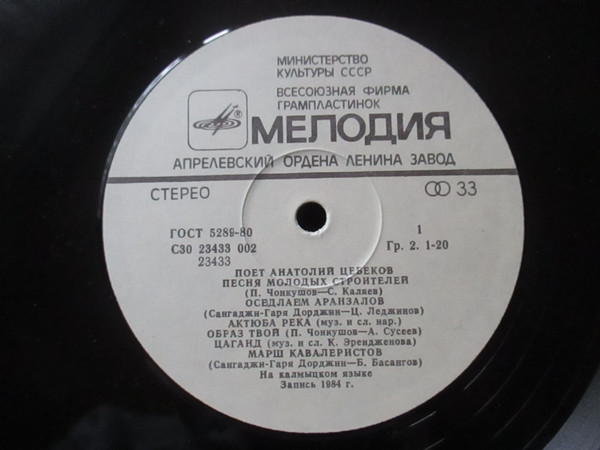 МИНИСТЕРСТВО
КУЛЬТУРЫ СССР
ВСЕСОЮЗНАЯ ФИРМА
ГРАМПЛАСТИНОК
МЕЛОДИЯ
АПРЕЛЕВСКИЙ ОРДЕНА ЛЕНИНА ЗАВОД
СТЕРЕО 33
ГОСТ 5289-80 1
С30 23433 002 Гр. 2. 1-20
23433
ПОЕТ АНАТОЛИЙ ЦЕБЕКОВ
ПЕСНЯ МОЛОДЫХ СТРОИТЕЛЕЙ
(П. Чонкушов—С. Каляев)
ОСЕДЛАЕМ АРАНЗАЛОВ
(Сангаджи-Гаря Дорджин—Ц. Леджинов)
АКТЮБА РЕКА (муз. и сл. нар.)
ОБРАЗ ТВОЙ (П. Чонкушов—А. Сусеев)
ЦАГАНД (муз. и сл. К. Эрендженова)
МАРШ КАВАЛЕРИСТОВ
(Сангаджи-Гаря Дорджин—Б. Басангов)
На калмыцком языке
Запись 1984 г.